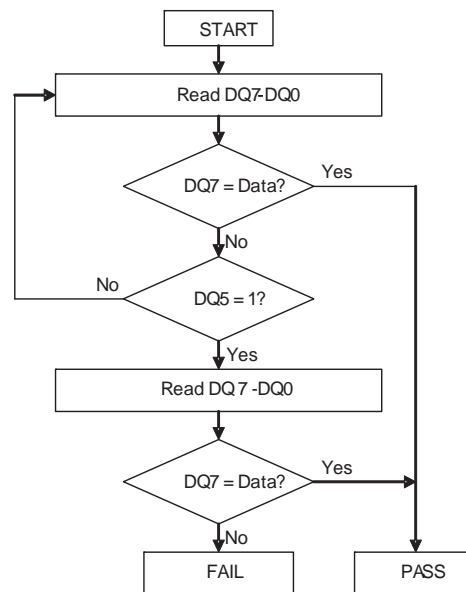 START
Read DQ7-DQ0
DQ7 = Data?
Yes
No
DQ5 = 1?
No
Yes
Read DQ 7 -DQ0
DQ7 = Data?
Yes
No
FAIL
PASS